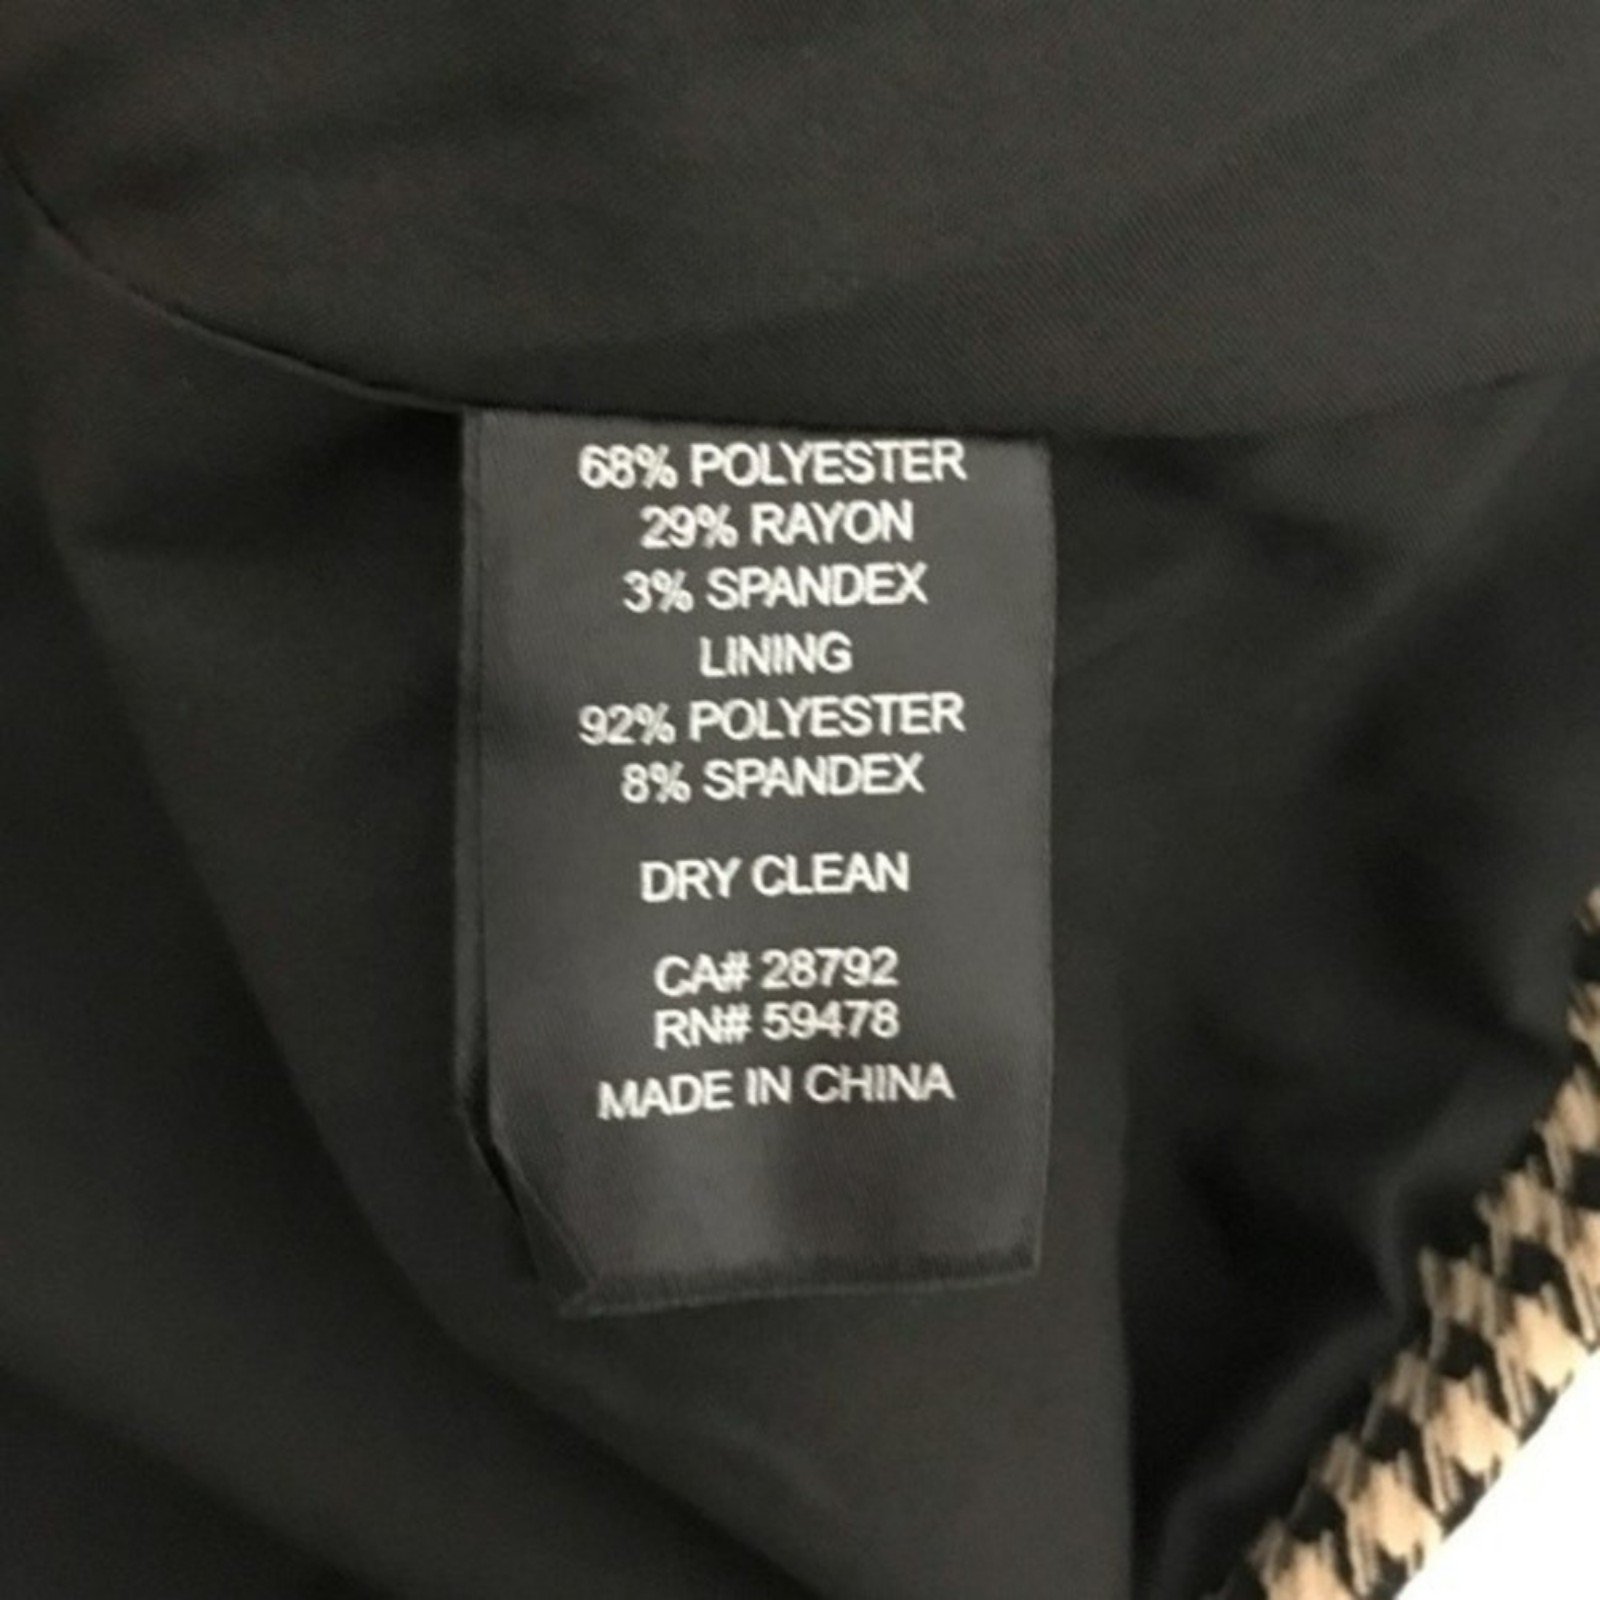 68% POLYESTER
29% RAYON
3% SPANDEX
LINING
92% POLYESTER
8% SPANDEX
DRY CLEAN
CA# 28792
RN# 59478
MADE IN CHINA